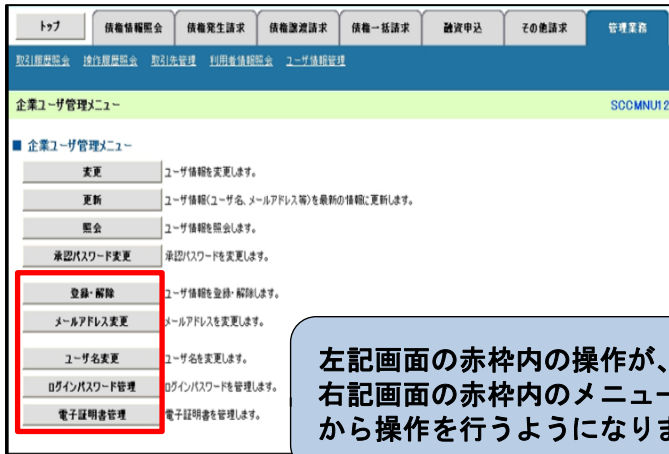 トップ 債権情報照会 債権発生請求 債権譲渡請求 債権一括請求 融資申込 その他請求 管理業務
取引履歴照会 操作履歴照会 取引先管理 利用者情報照会 ユーザ情報管理
企業ユーザ管理メニュー SCCMNU12
■ 企業ユーザ管理メニュー
変更 ユーザ情報を変更します。
更新 ユーザ情報(ユーザ名、メールアドレス等)を最新の情報に更新します。
照会 ユーザ情報を照会します。
承認パスワード変更 承認パスワードを変更します。
登録・解除 ユーザ情報を登録・解除します。
メールアドレス変更 メールアドレスを変更します。
ユーザ名変更 ユーザ名を変更します。
ログインパスワード管理 ログインパスワードを管理します。
電子証明書管理 電子証明書を管理します。
左記画面の赤枠内の操作が、
右記画面の赤枠内のメニュー
から操作を行うようになりま